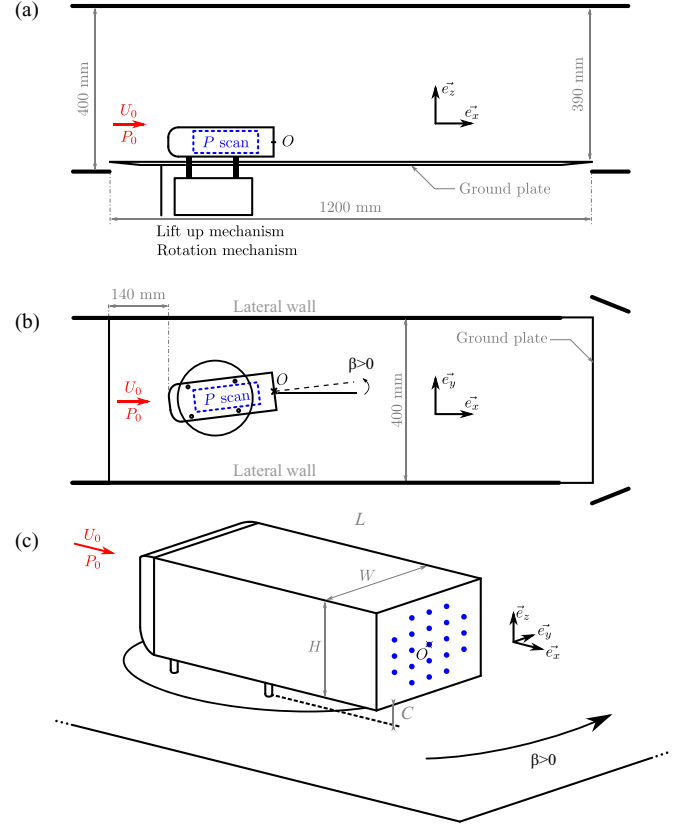 (a)
400 mm
U₀
P₀
P scan
O
e⃗z
e⃗x
390 mm
Ground plate
1200 mm
Lift up mechanism
Rotation mechanism
140 mm
(b)
Lateral wall
Ground plate
β>0
O
U₀
P₀
P scan
400 mm
e⃗y
e⃗x
Lateral wall
(c)
L
U₀
P₀
W
H
O
C
e⃗z
e⃗y
e⃗x
β>0